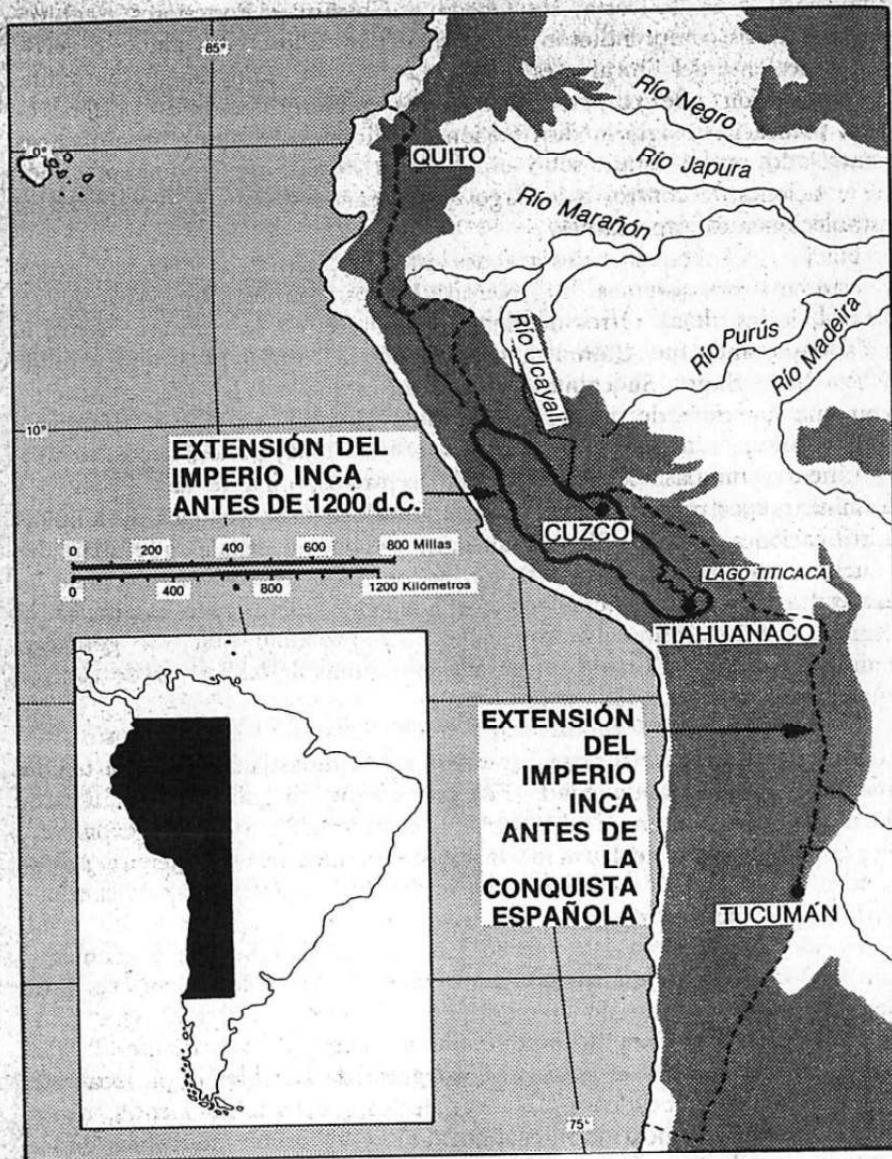 85°
0°
QUITO
Río Negro
Río Japura
Río Marañón
Río Ucayali
Río Purús
Río Madeira
10°
EXTENSIÓN DEL
IMPERIO INCA
ANTES DE 1200 d.C.
0 200 400 600 800 Millas
0 400 800 1200 Kilómetros
CUZCO
LAGO TITICACA
TIAHUANACO
EXTENSIÓN
DEL
IMPERIO
INCA
ANTES DE
LA
CONQUISTA
ESPAÑOLA
TUCUMÁN
75°